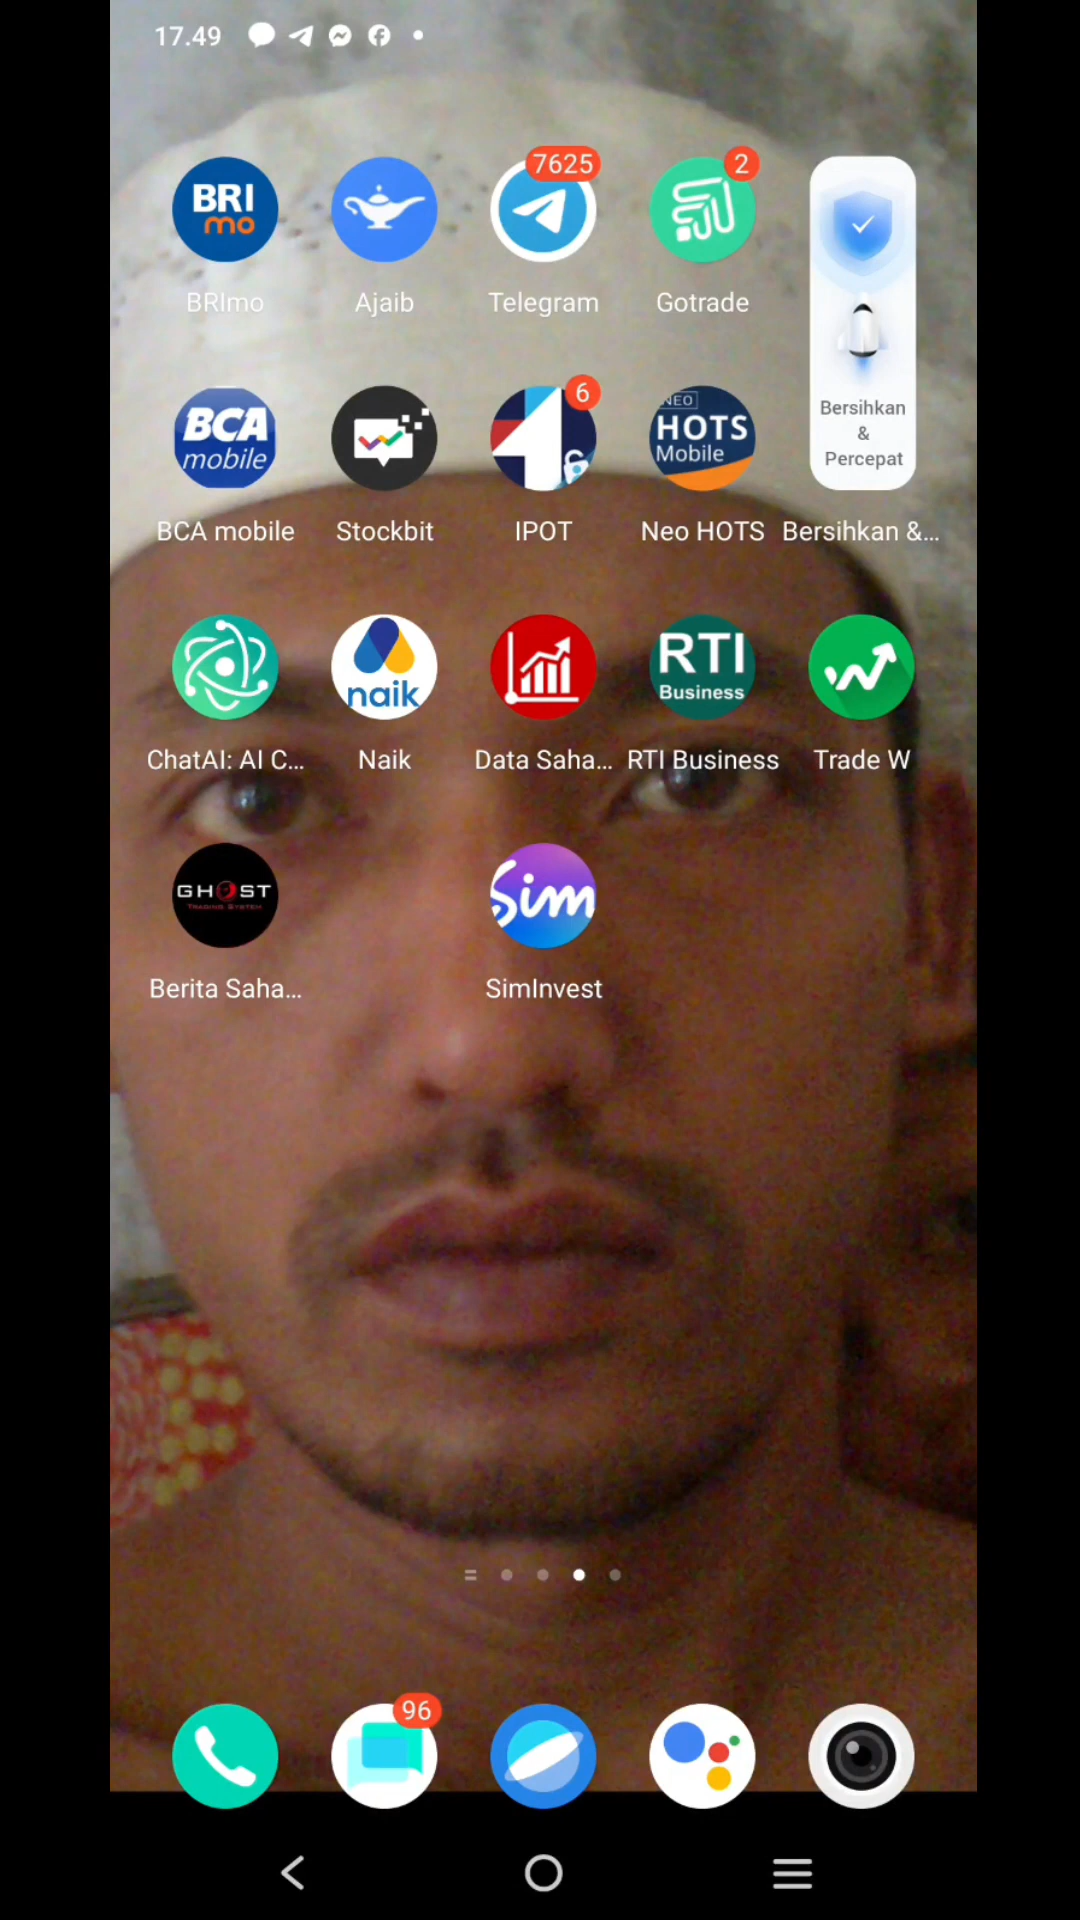 17.49
7625
2
BRI
mo
BRImo
Ajaib
Telegram
Gotrade
Bersihkan
&
Percepat
6
BCA
mobile
NEO
HOTS
Mobile
BCA mobile
Stockbit
IPOT
Neo HOTS
Bersihkan &...
naik
RTI
Business
ChatAI: AI C...
Naik
Data Saha...
RTI Business
Trade W
GHOST
TRADING SYSTEM
Sim
Berita Saha...
SimInvest
96